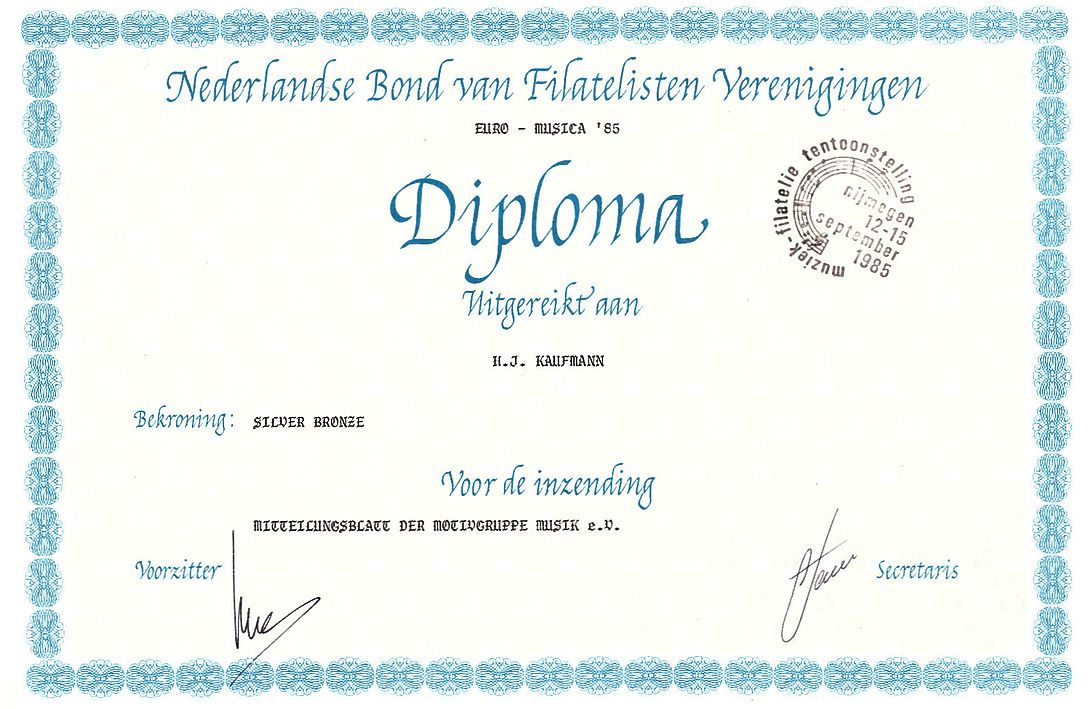 Nederlandse Bond van Filatelisten Verenigingen
EURO - MUSICA '85
Diploma
muziek-filatelie tentoonstelling
nijmegen
12-15
september
1985
Uitgereikt aan
H.J. KAUFMANN
Bekroning: SILVER BRONZE
Voor de inzending
MITTEILUNGSBLATT DER MOTIVGRUPPE MUSIK e.V.
Voorzitter
Secretaris